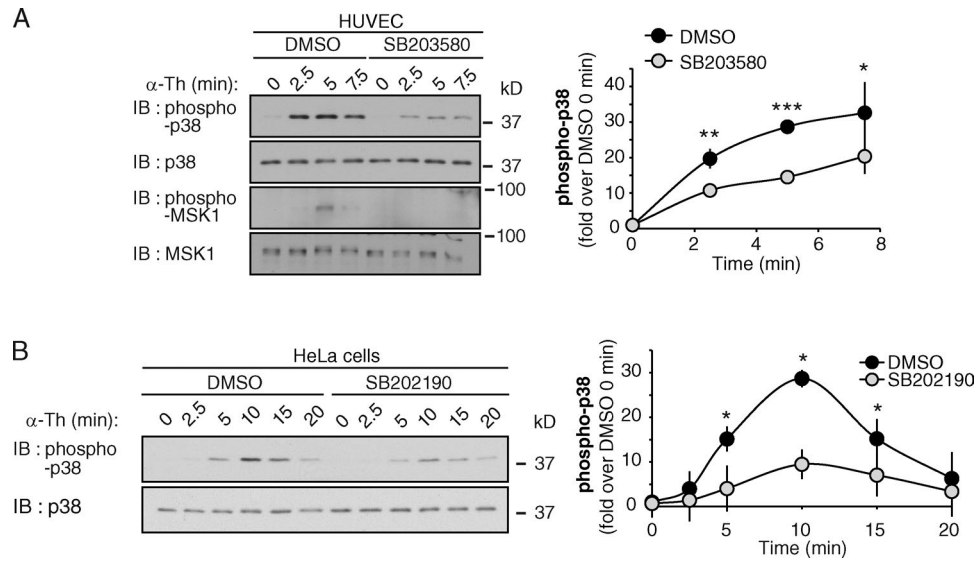 A
HUVEC
DMSO SB203580
α-Th (min): 0 2.5 5 7.5 0 2.5 5 7.5 kD
IB : phospho
-p38
37
IB : p38
37
IB : phospho
-MSK1
100
IB : MSK1
100
DMSO
SB203580
phospho-p38
(fold over DMSO 0 min)
40
30
20
10
0
** *** *
0 2 4 6 8
Time (min)
B
HeLa cells
DMSO SB202190
α-Th (min): 0 2.5 5 10 15 20 0 2.5 5 10 15 20 kD
IB : phospho
-p38
37
IB : p38
37
DMSO
SB202190
phospho-p38
(fold over DMSO 0 min)
30
20
10
0
* * *
0 5 10 15 20
Time (min)